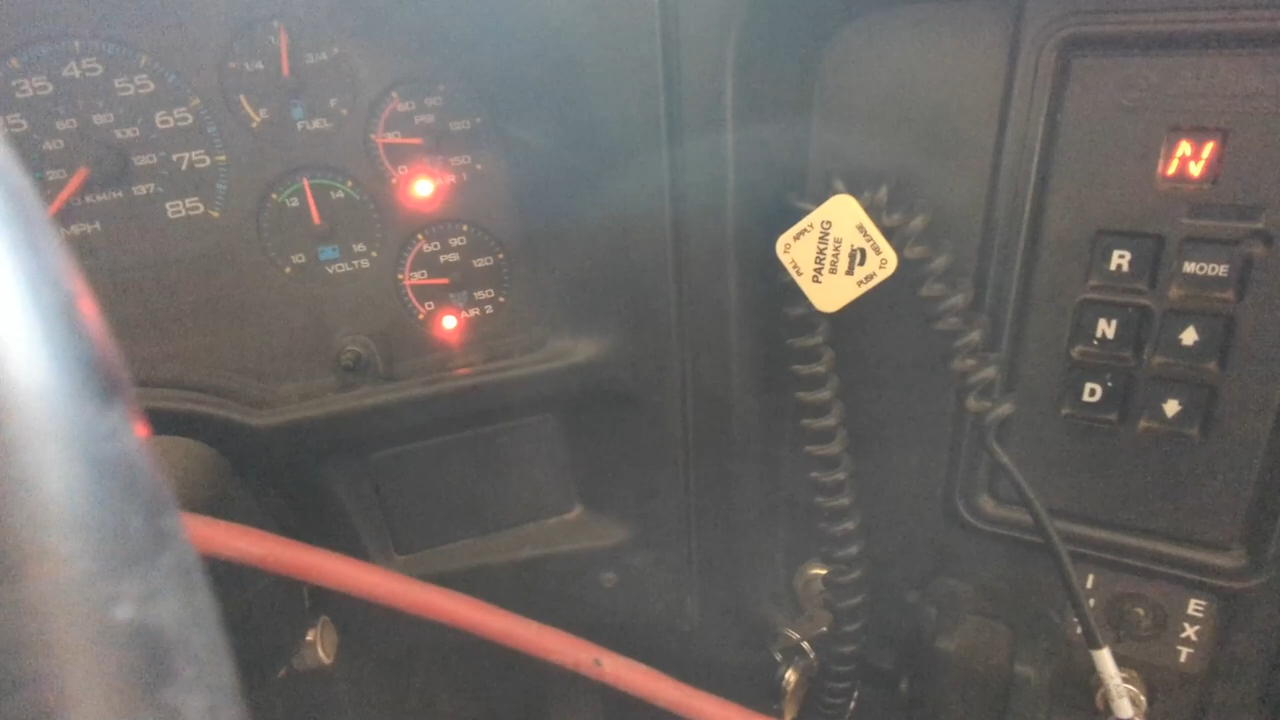 35 45 55 65 75 85
20 40 60 80 100 120 137
KM/H
MPH
1/4 3/4
E F
FUEL
60 90
PSI
30 120
0 150
AIR 1
12 14
10 16
VOLTS
60 90
PSI
30 120
0 150
AIR 2
PULL TO APPLY
PARKING
BRAKE
Bendix
PUSH TO RELEASE
N
R MODE
N
D
EXT